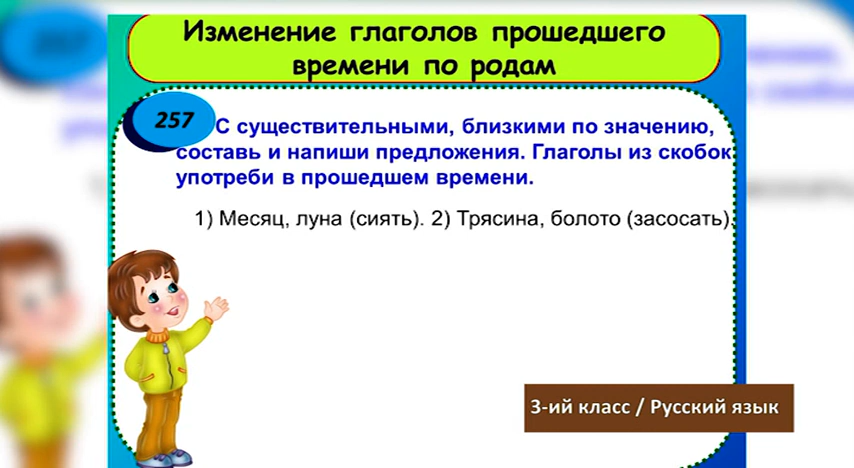 Изменение глаголов прошедшего
времени по родам
257
С существительными, близкими по значению,
составь и напиши предложения. Глаголы из скобок
употреби в прошедшем времени.
1) Месяц, луна (сиять). 2) Трясина, болото (засосать).
3-ий класс / Русский язык